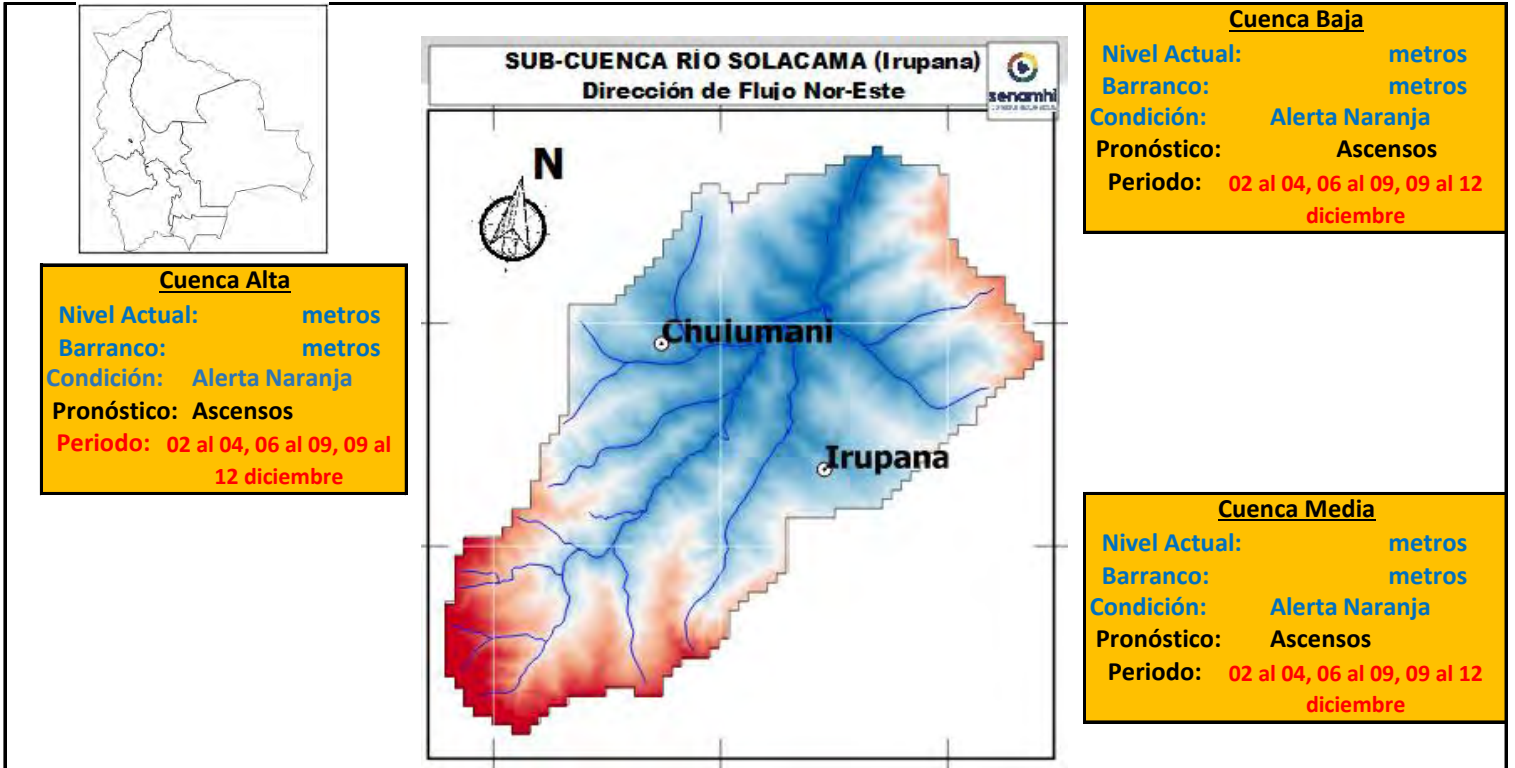 SUB-CUENCA RÍO SOLACAMA (Irupana)
Dirección de Flujo Nor-Este
senamhi
N
Chulumani
Irupana
Cuenca Alta
Nivel Actual: metros
Barranco: metros
Condición: Alerta Naranja
Pronóstico: Ascensos
Periodo: 02 al 04, 06 al 09, 09 al
12 diciembre
Cuenca Baja
Nivel Actual: metros
Barranco: metros
Condición: Alerta Naranja
Pronóstico: Ascensos
Periodo: 02 al 04, 06 al 09, 09 al 12
diciembre
Cuenca Media
Nivel Actual: metros
Barranco: metros
Condición: Alerta Naranja
Pronóstico: Ascensos
Periodo: 02 al 04, 06 al 09, 09 al 12
diciembre